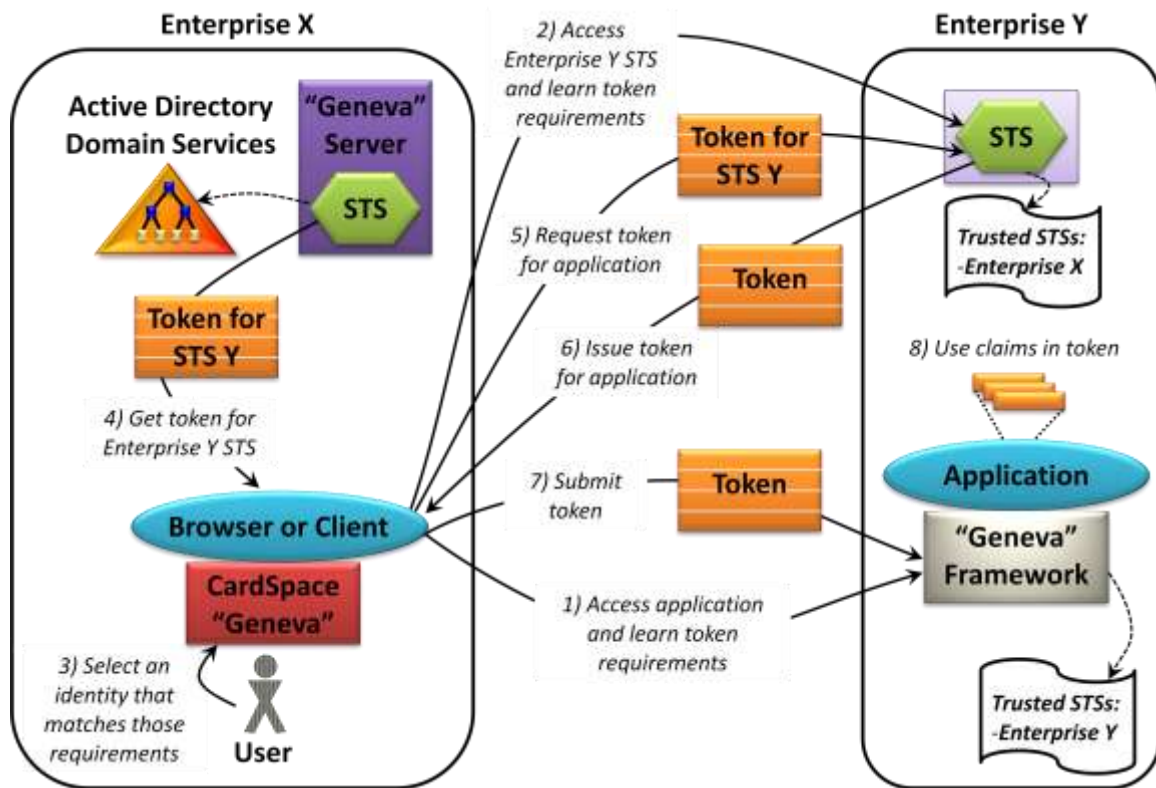 Enterprise X
Active Directory
Domain Services
“Geneva”
Server
STS
Token for
STS Y
4) Get token for
Enterprise Y STS
Browser or Client
CardSpace
“Geneva”
3) Select an
identity that
matches those
requirements
User
2) Access
Enterprise Y STS
and learn token
requirements
Token for
STS Y
5) Request token
for application
Token
6) Issue token
for application
7) Submit
token
Token
1) Access application
and learn token
requirements
Enterprise Y
STS
Trusted STSs:
-Enterprise X
8) Use claims in token
Application
“Geneva”
Framework
Trusted STSs:
-Enterprise Y